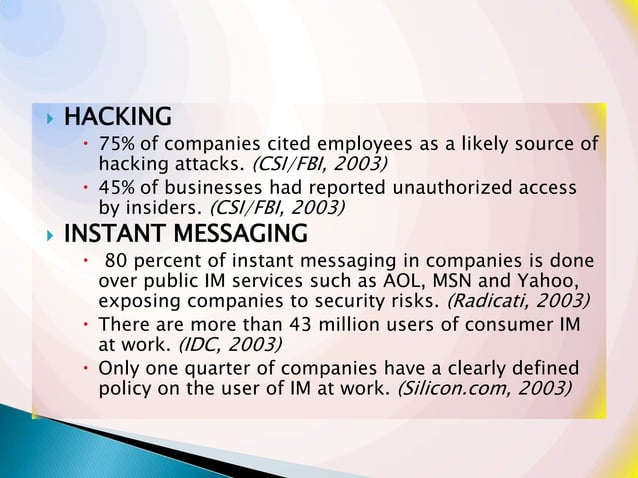 HACKING
75% of companies cited employees as a likely source of
hacking attacks. (CSI/FBI, 2003)
45% of businesses had reported unauthorized access
by insiders. (CSI/FBI, 2003)
INSTANT MESSAGING
80 percent of instant messaging in companies is done
over public IM services such as AOL, MSN and Yahoo,
exposing companies to security risks. (Radicati, 2003)
There are more than 43 million users of consumer IM
at work. (IDC, 2003)
Only one quarter of companies have a clearly defined
policy on the user of IM at work. (Silicon.com, 2003)